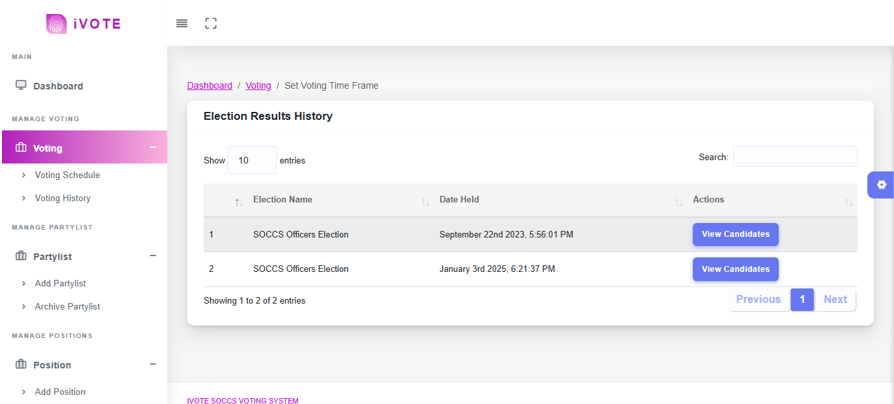 iVOTE
MAIN
Dashboard
MANAGE VOTING
Voting
Voting Schedule
Voting History
MANAGE PARTYLIST
Partylist
Add Partylist
Archive Partylist
MANAGE POSITIONS
Position
Add Position
Dashboard / Voting / Set Voting Time Frame
Election Results History
Show 10 entries Search:
Election Name Date Held Actions
1 SOCCS Officers Election September 22nd 2023, 5:56:01 PM View Candidates
2 SOCCS Officers Election January 3rd 2025, 6:21:37 PM View Candidates
Showing 1 to 2 of 2 entries Previous 1 Next
IVOTE SOCCS VOTING SYSTEM